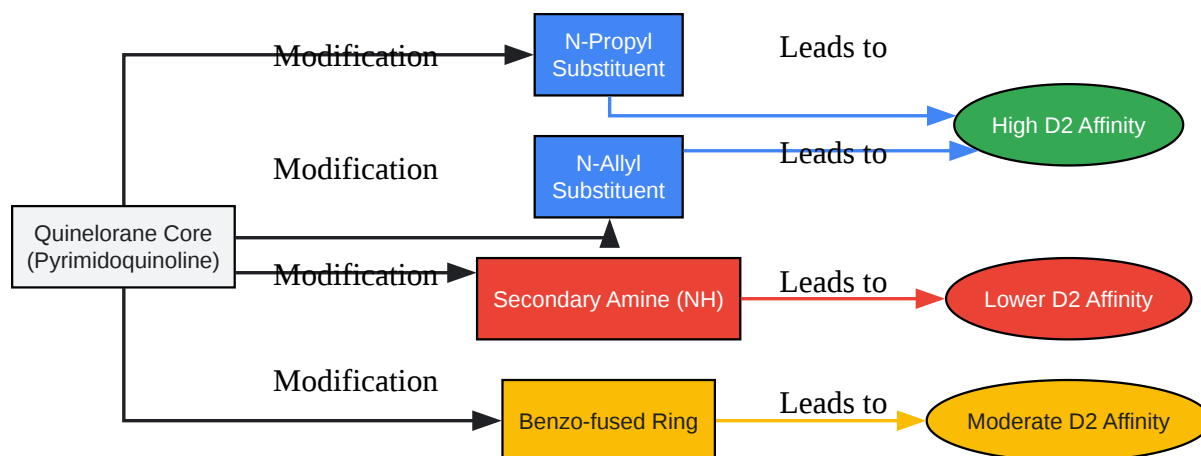 N-Propyl
Substituent
Modification
Leads to
High D2 Affinity
N-Allyl
Substituent
Modification
Leads to
Quinelorane Core
(Pyrimidoquinoline)
Modification
Secondary Amine (NH)
Leads to
Lower D2 Affinity
Modification
Benzo-fused Ring
Leads to
Moderate D2 Affinity